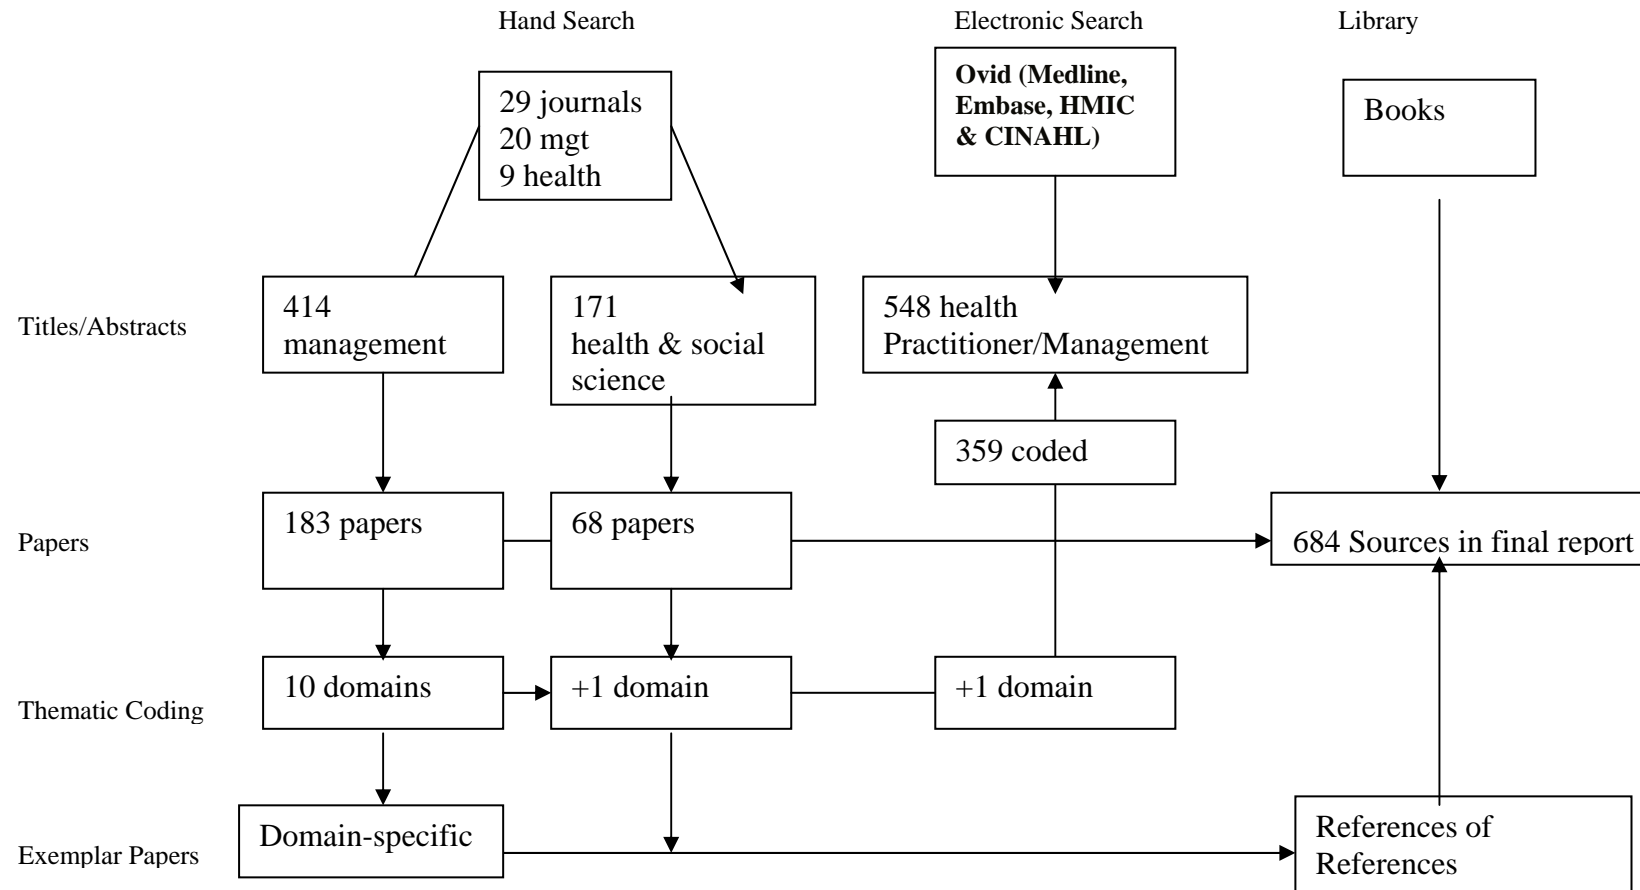 Hand Search
Electronic Search
Library
29 journals
20 mgt
9 health
Ovid (Medline,
Embase, HMIC
& CINAHL)
Books
Titles/Abstracts
414
management
171
health & social
science
548 health
Practitioner/Management
359 coded
Papers
183 papers
68 papers
684 Sources in final report
Thematic Coding
10 domains
+1 domain
+1 domain
Exemplar Papers
Domain-specific
References of
References